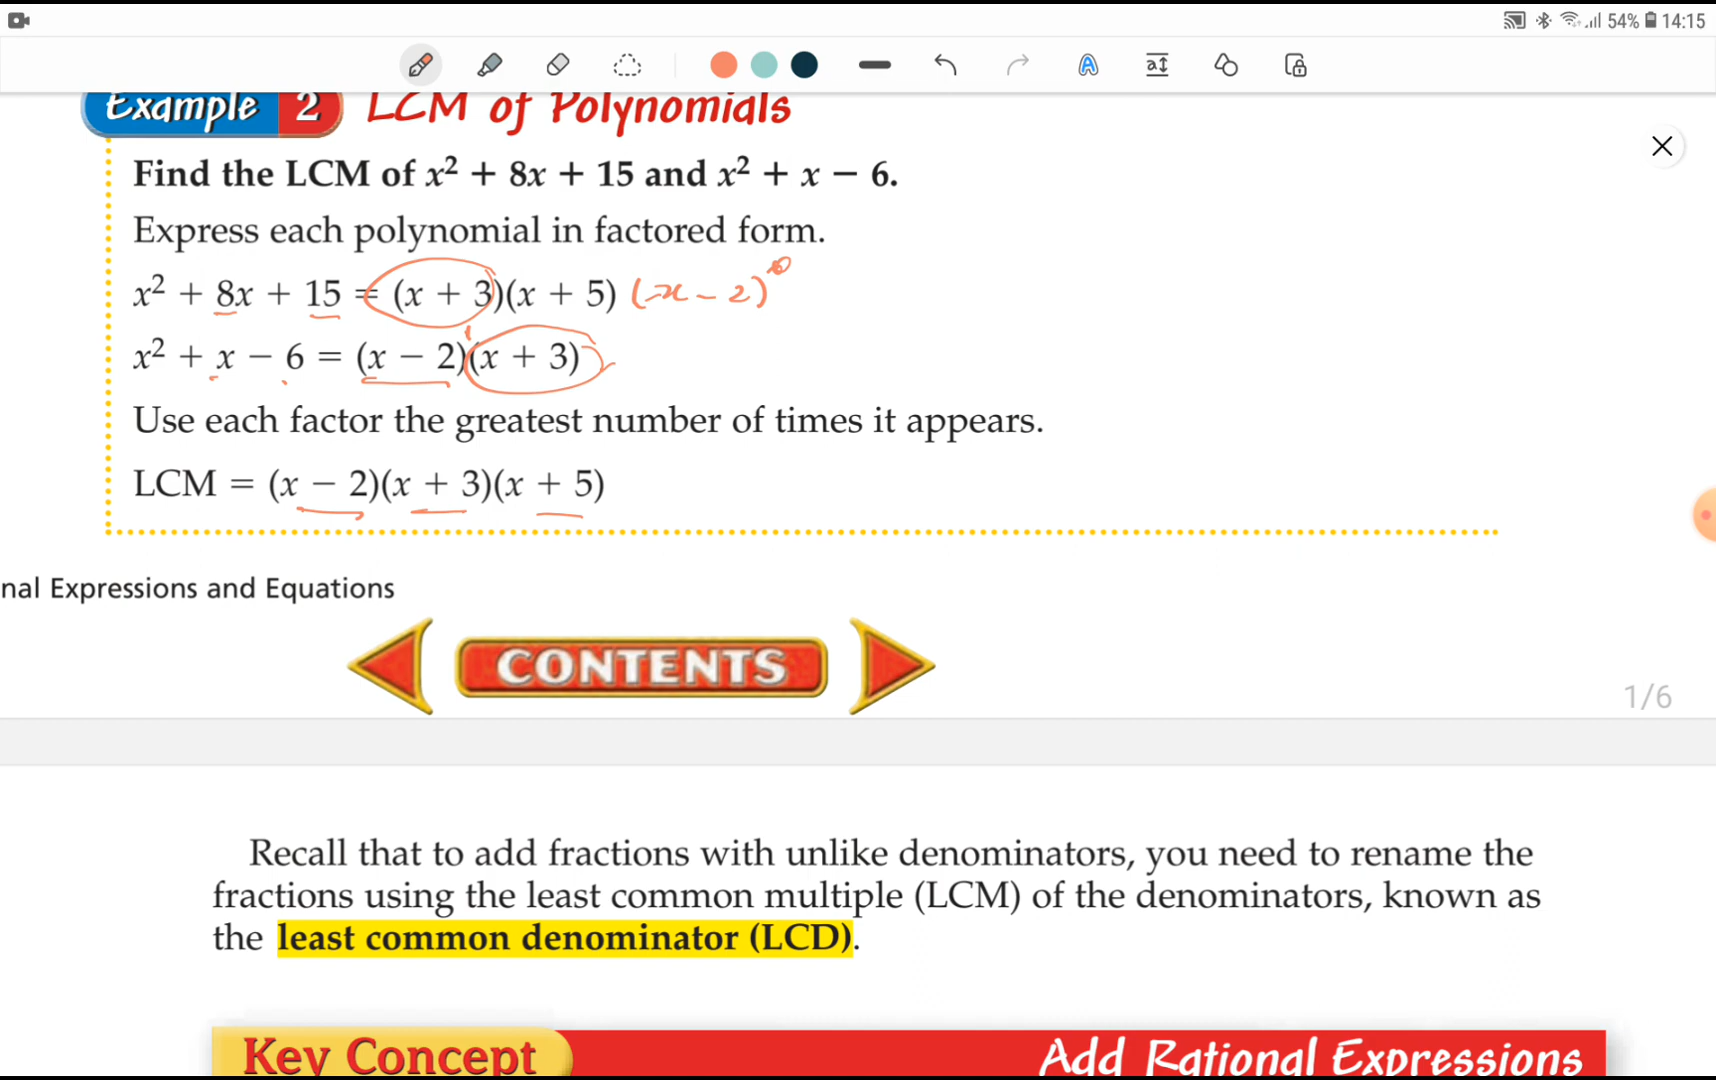 54% 14:15
Example 2 LCM of Polynomials
Find the LCM of x² + 8x + 15 and x² + x − 6.
Express each polynomial in factored form.
x² + 8x + 15 = (x + 3)(x + 5) (x − 2)⁰
x² + x − 6 = (x − 2)(x + 3)
Use each factor the greatest number of times it appears.
LCM = (x − 2)(x + 3)(x + 5)
nal Expressions and Equations
CONTENTS
1/6
Recall that to add fractions with unlike denominators, you need to rename the
fractions using the least common multiple (LCM) of the denominators, known as
the least common denominator (LCD).
Key Concept Add Rational Expressions